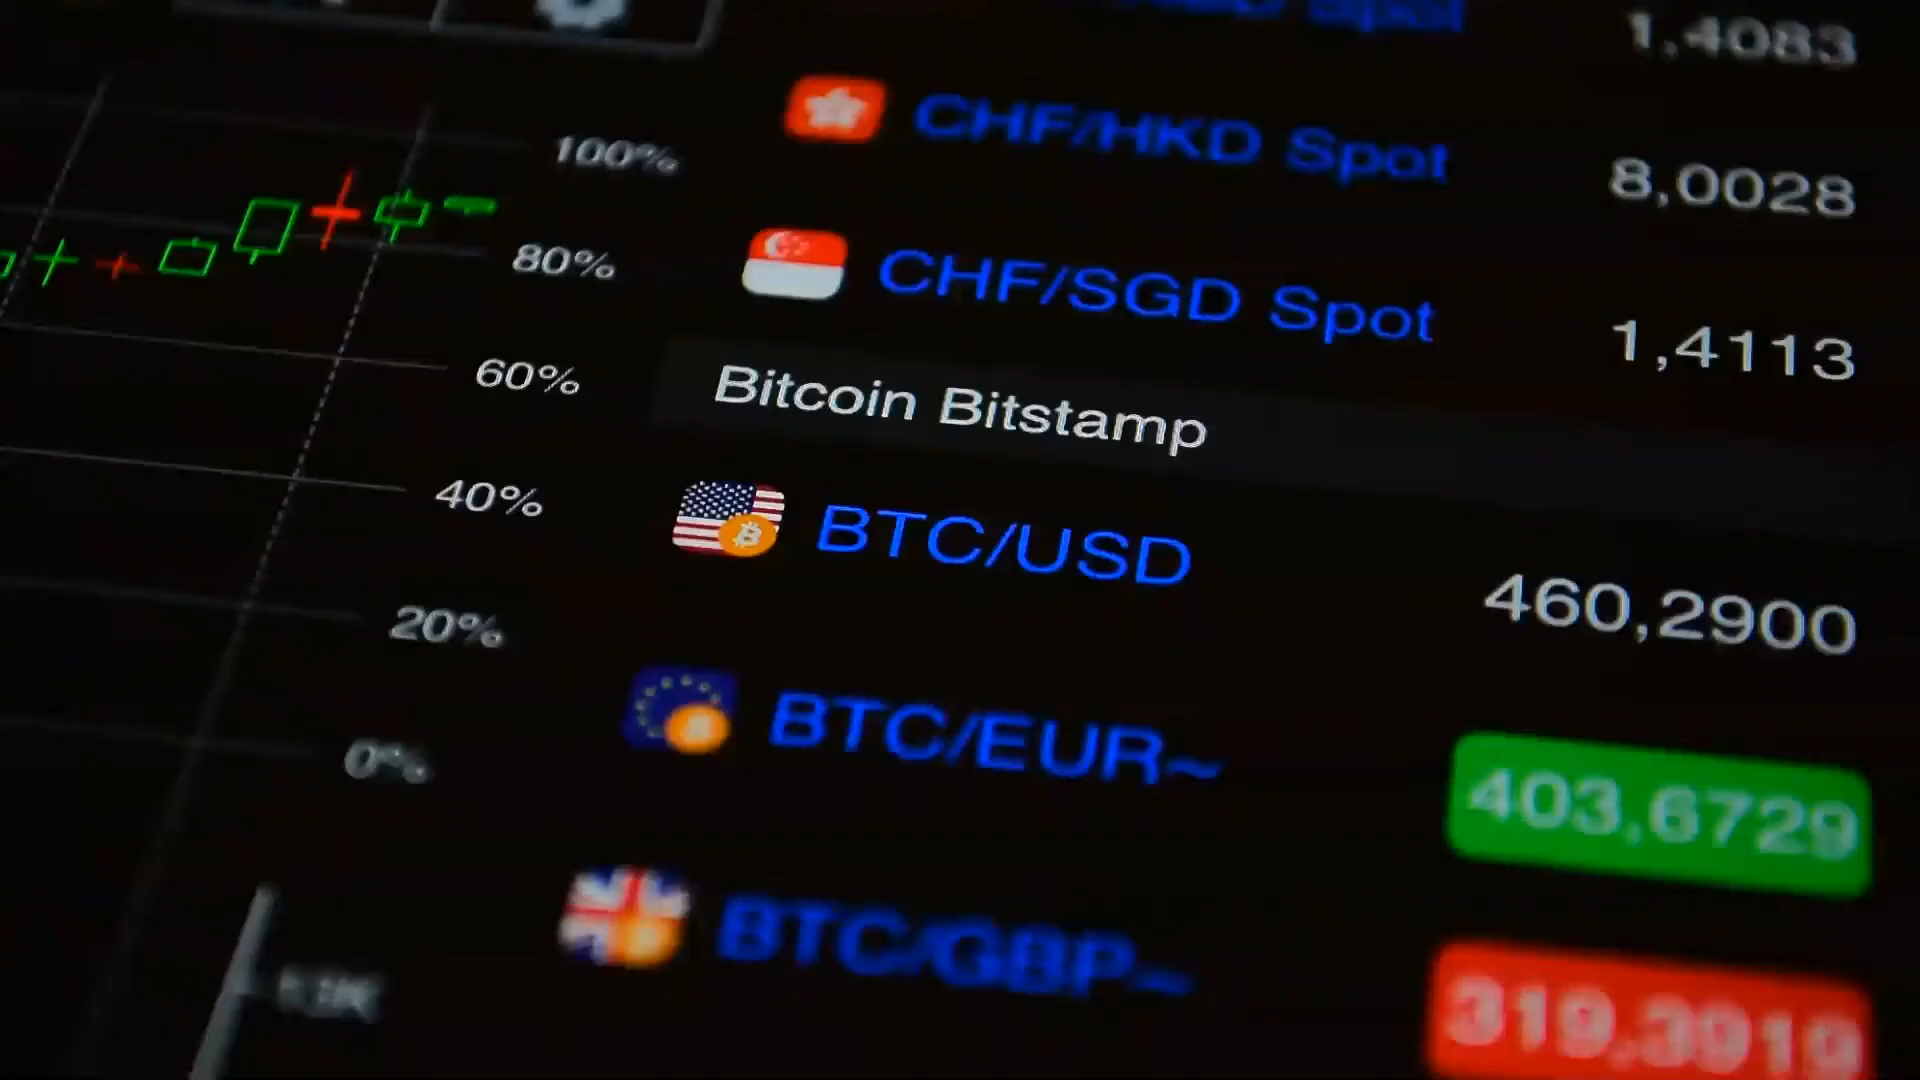 1,4083
100%
CHF/HKD Spot
8,0028
80%
CHF/SGD Spot
1,4113
60%
Bitcoin Bitstamp
40%
BTC/USD
460,2900
20%
BTC/EUR~
403,6729
0%
BTC/GBP~
319,3919